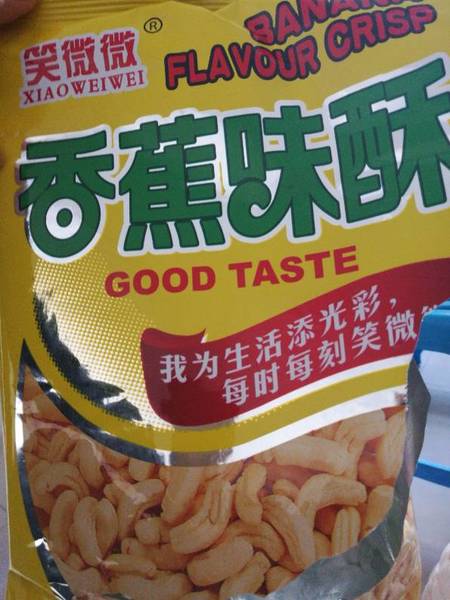 笑微微®
XIAOWEIWEI
BANANA
FLAVOUR CRISP
香蕉味酥
GOOD TASTE
我为生活添光彩，
每时每刻笑微